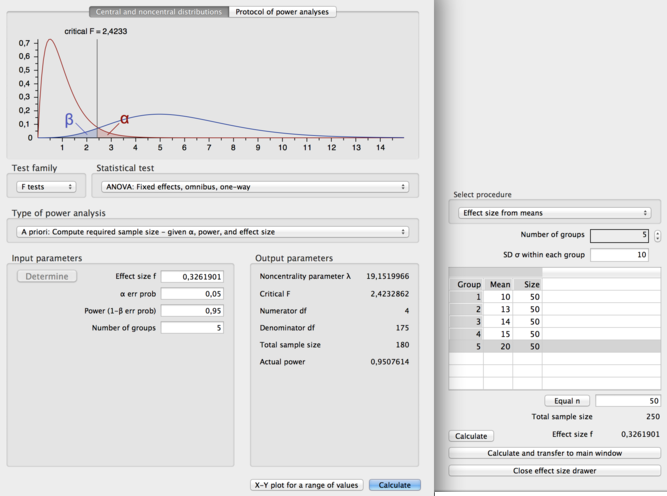 Central and noncentral distributions Protocol of power analyses
critical F = 2,4233
0,7
0,6
0,5
0,4
0,3
0,2
0,1
0
β α
1 2 3 4 5 6 7 8 9 10 11 12 13 14
Test family Statistical test
F tests ANOVA: Fixed effects, omnibus, one-way
Type of power analysis
A priori: Compute required sample size – given α, power, and effect size
Input parameters
Determine Effect size f 0,3261901
α err prob 0,05
Power (1-β err prob) 0,95
Number of groups 5
Output parameters
Noncentrality parameter λ 19,1519966
Critical F 2,4232862
Numerator df 4
Denominator df 175
Total sample size 180
Actual power 0,9507614
X-Y plot for a range of values Calculate
Select procedure
Effect size from means
Number of groups 5
SD σ within each group 10
Group Mean Size
1 10 50
2 13 50
3 14 50
4 15 50
5 20 50
Equal n 50
Total sample size 250
Calculate Effect size f 0,3261901
Calculate and transfer to main window
Close effect size drawer